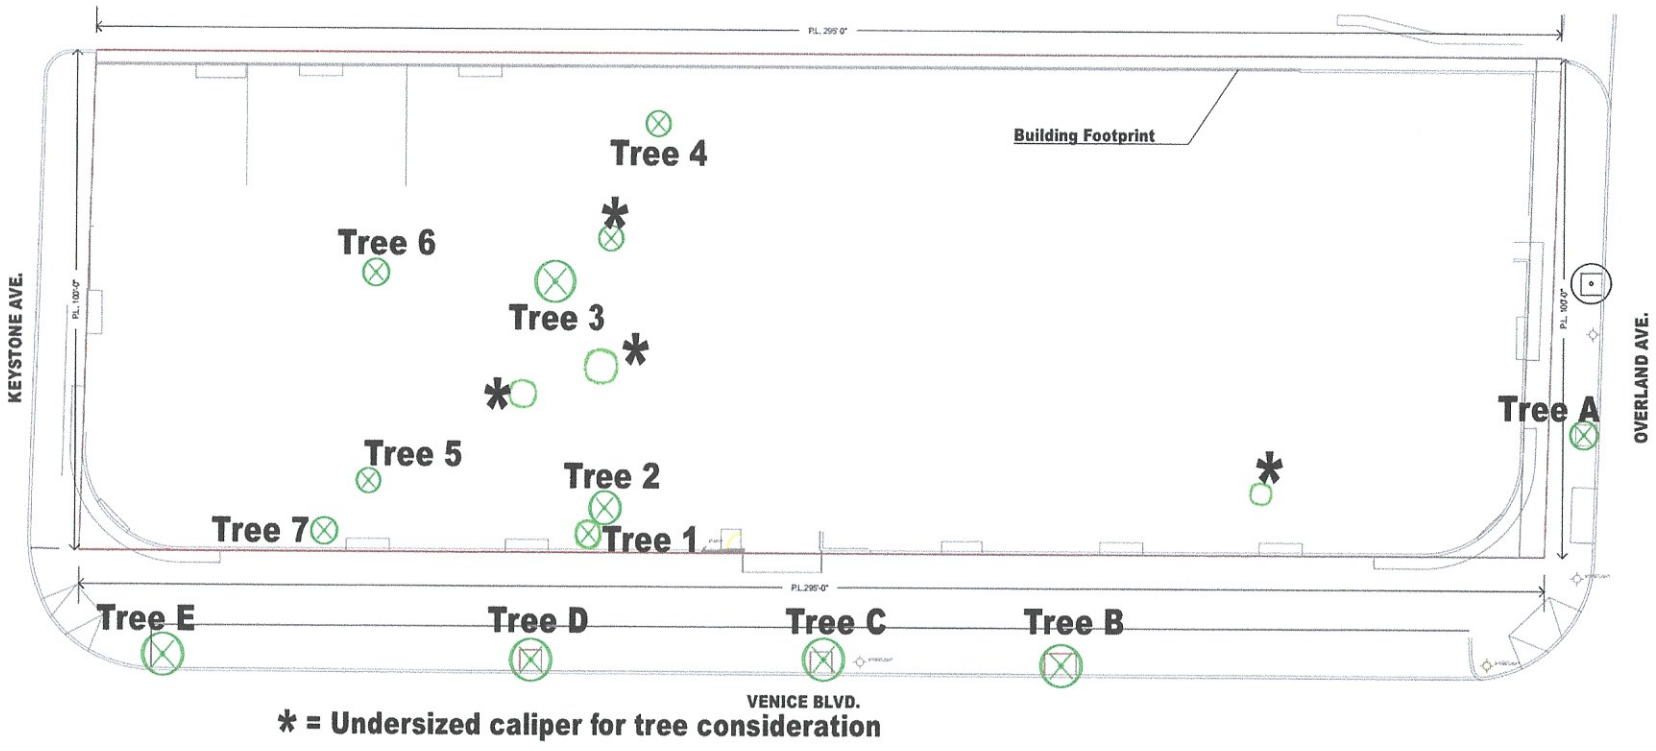 P.L. 295'-0"
Building Footprint
Tree 4
*
Tree 6
Tree 3
*
*
KEYSTONE AVE.
P.L. 100'-0"
P.L. 100'-0"
OVERLAND AVE.
Tree A
Tree 5
Tree 2
*
Tree 7
Tree 1
P.L.295'-0"
Tree E
Tree D
Tree C
Tree B
VENICE BLVD.
* = Undersized caliper for tree consideration